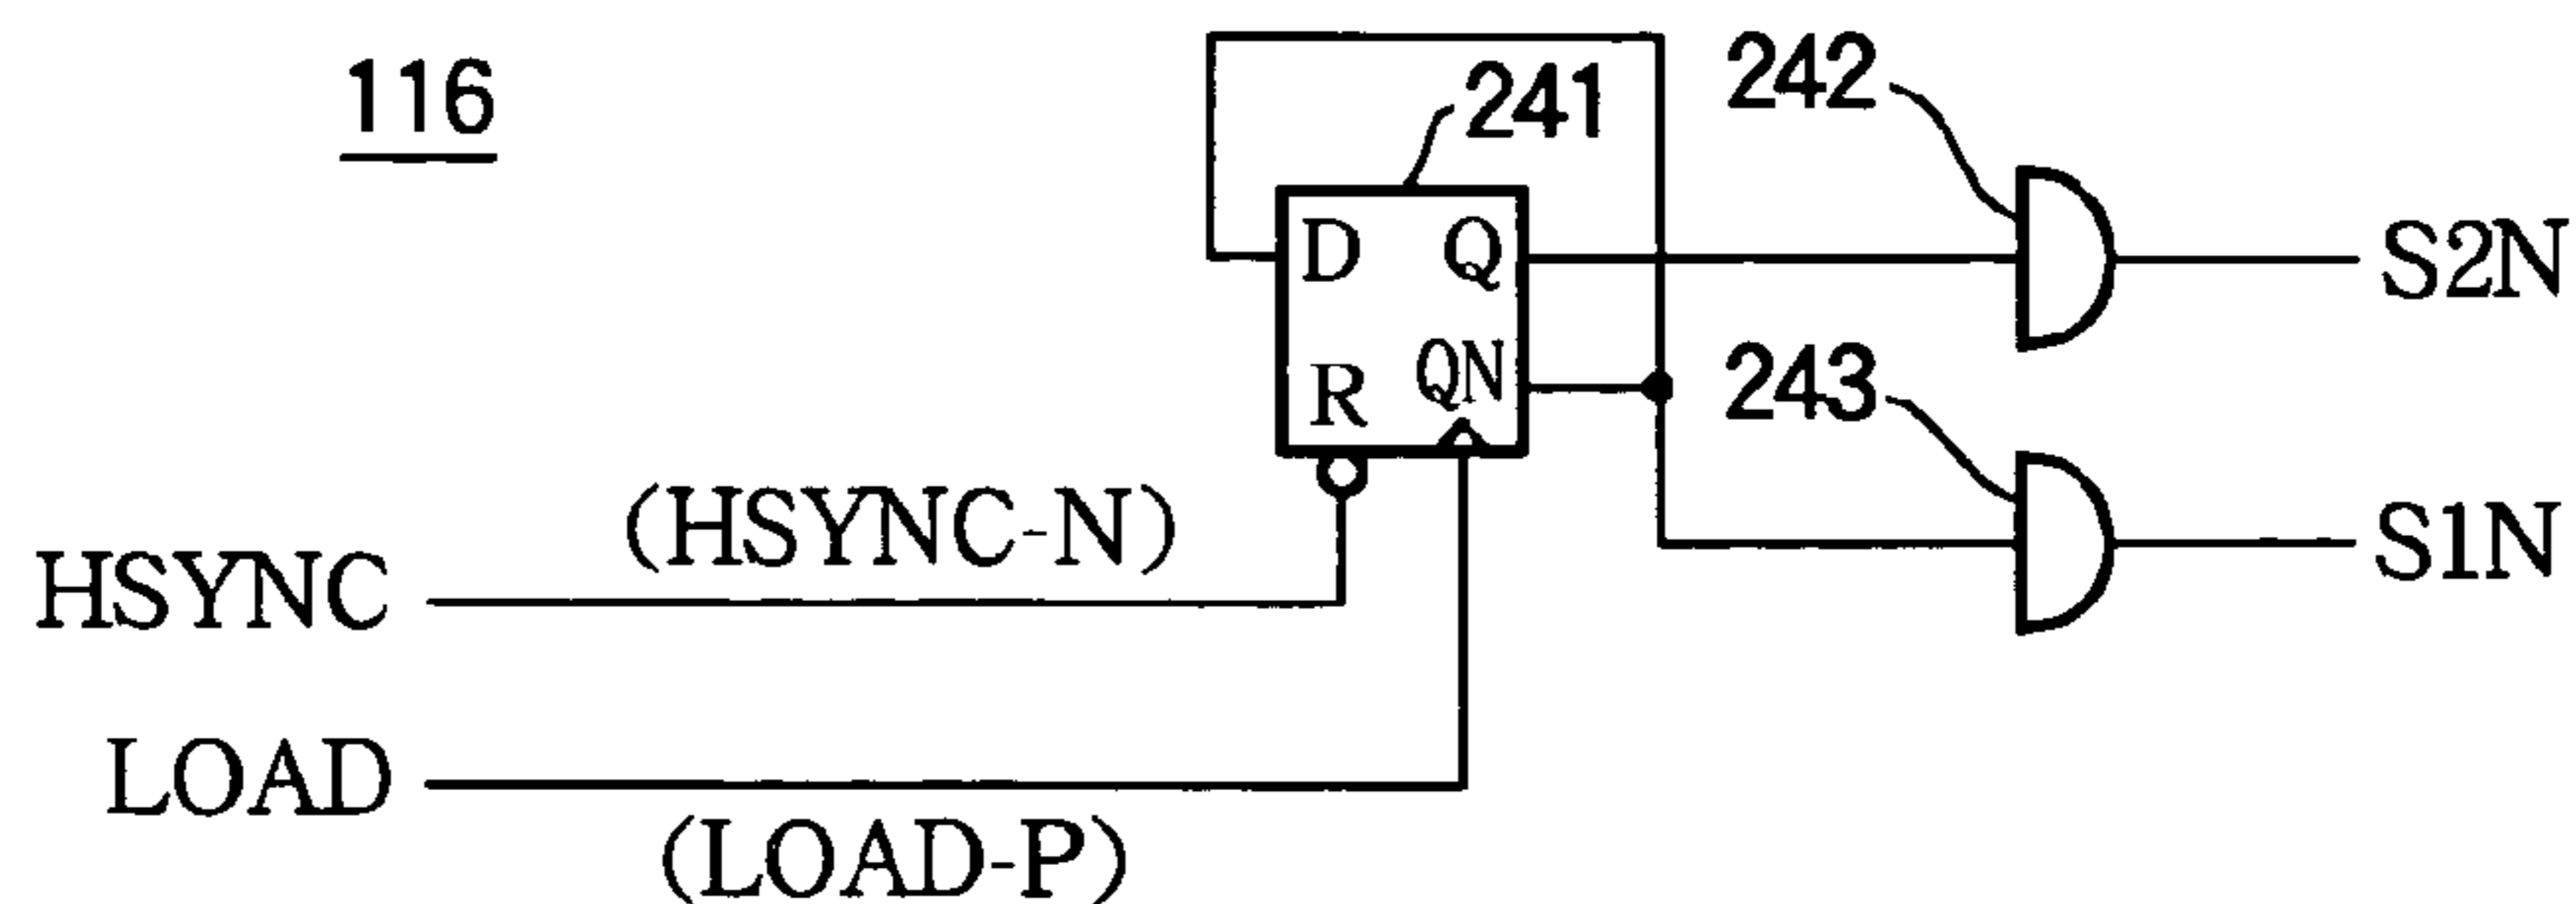 116
241
242
D Q
S2N
R QN
243
(HSYNC-N)
HSYNC
S1N
LOAD
(LOAD-P)